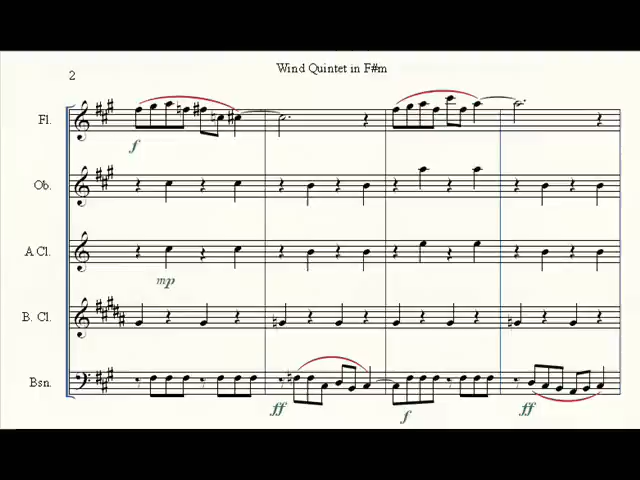 2
Wind Quintet in F#m
Fl.
f
Ob.
A Cl.
mp
B. Cl.
Bsn.
ff
f
ff